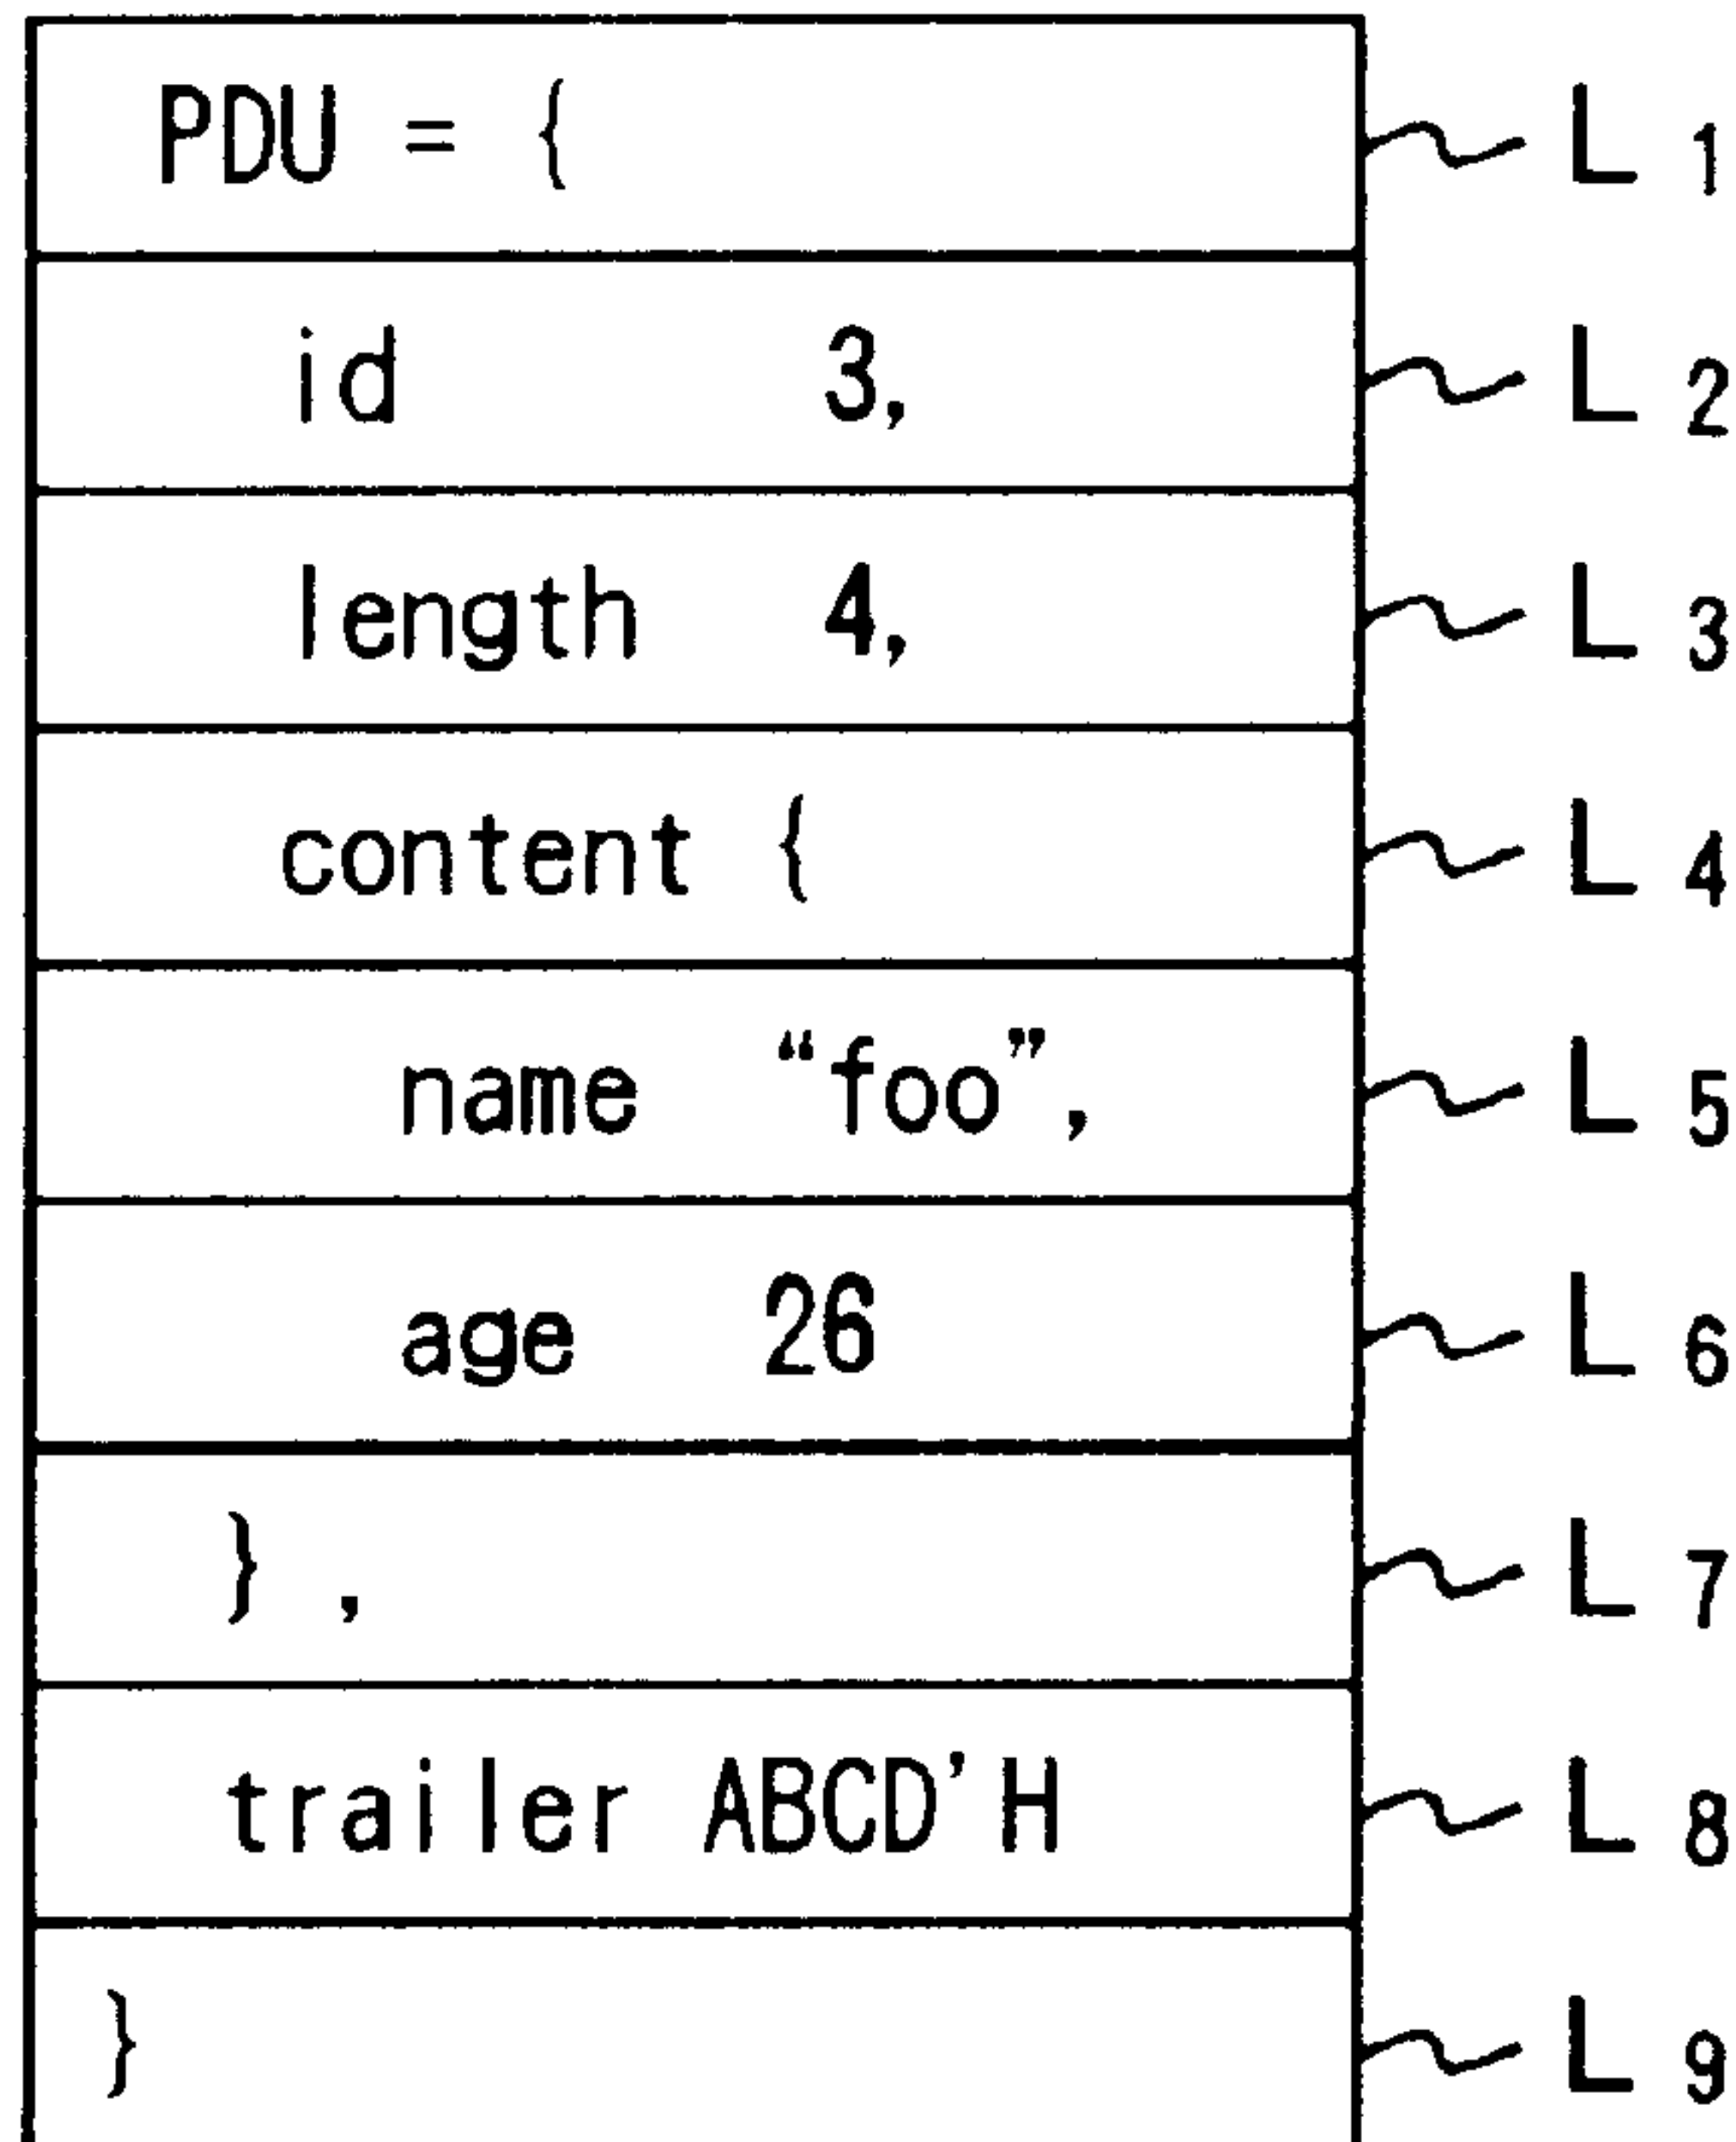 PDU = { L1
id 3, L2
length 4, L3
content { L4
name “foo”, L5
age 26 L6
} , L7
trailer ABCD’H L8
} L9